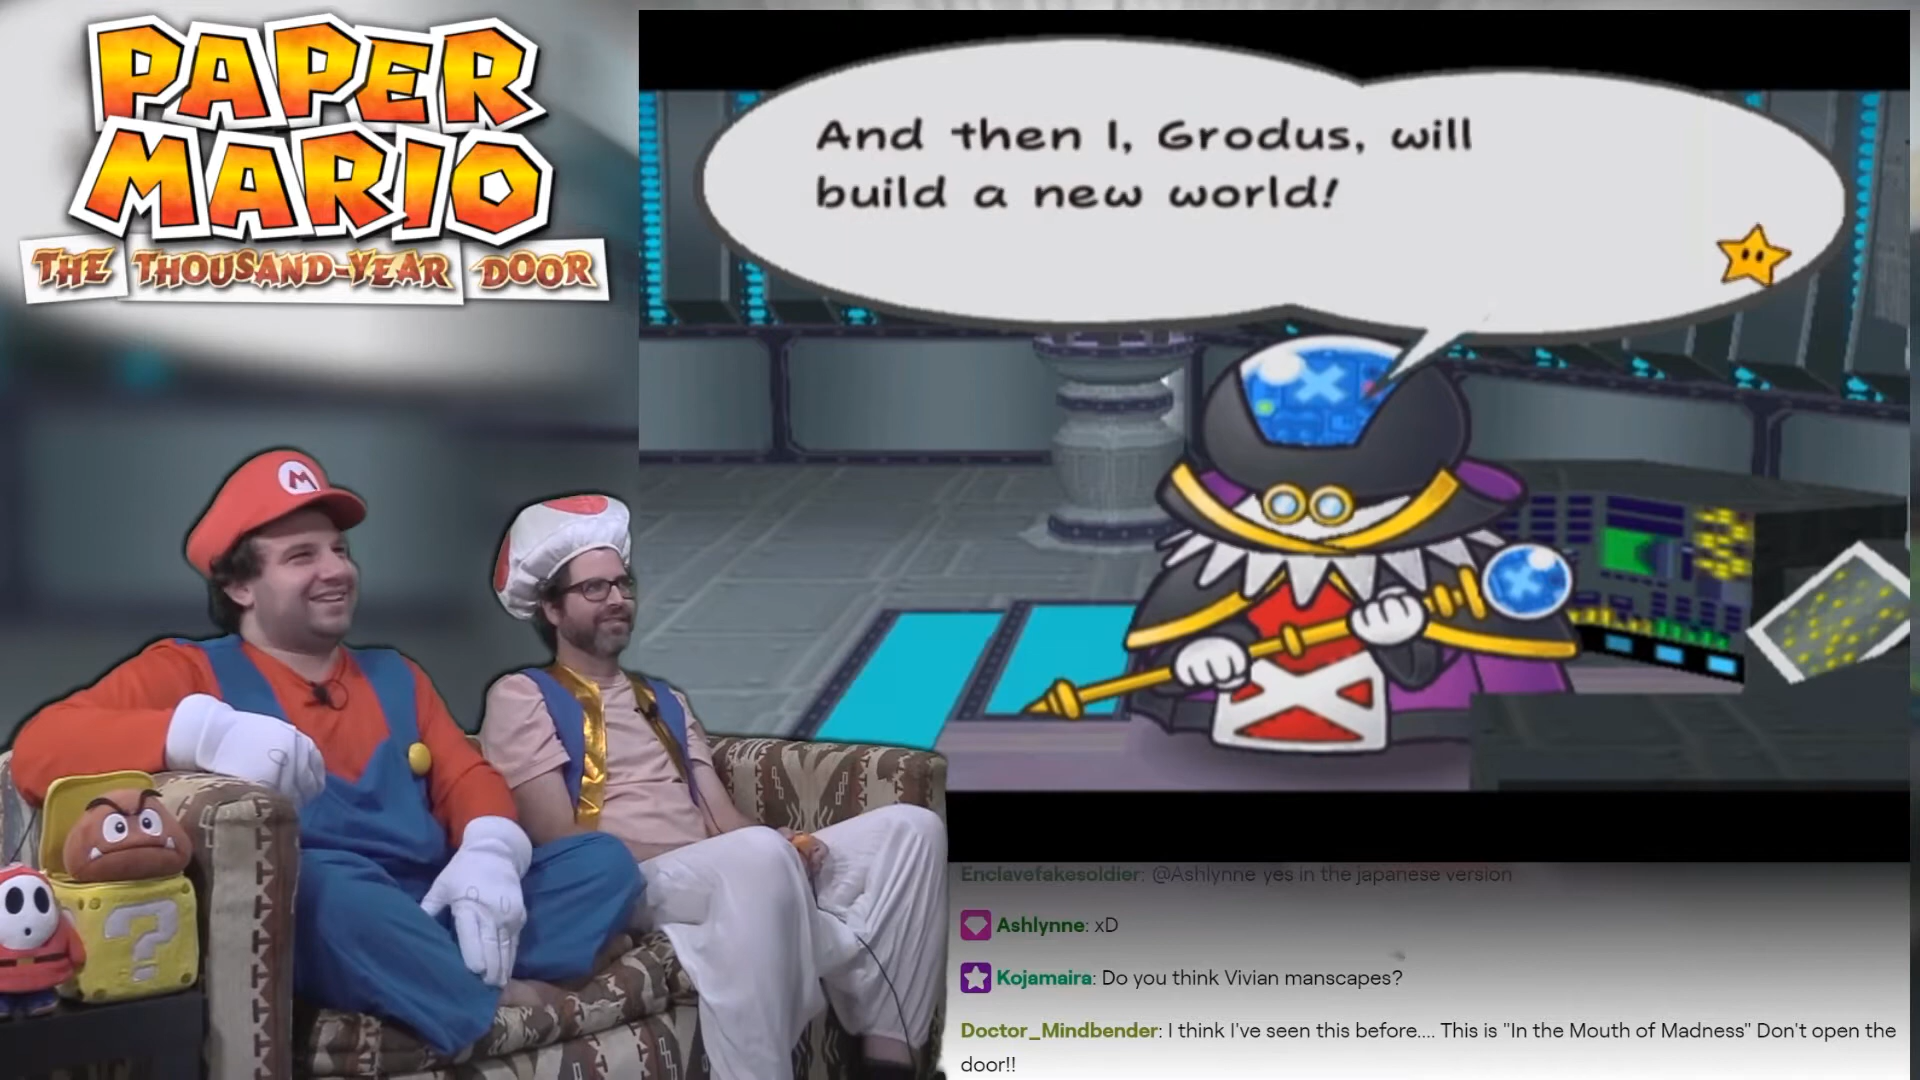 PAPER
MARIO
THE THOUSAND-YEAR DOOR
M
?
And then I, Grodus, will
build a new world!
Enclavefakesoldier: @Ashlynne yes in the japanese version
Ashlynne: xD
Kojamaira: Do you think Vivian manscapes?
Doctor_Mindbender: I think I've seen this before.... This is "In the Mouth of Madness" Don't open the
door!!